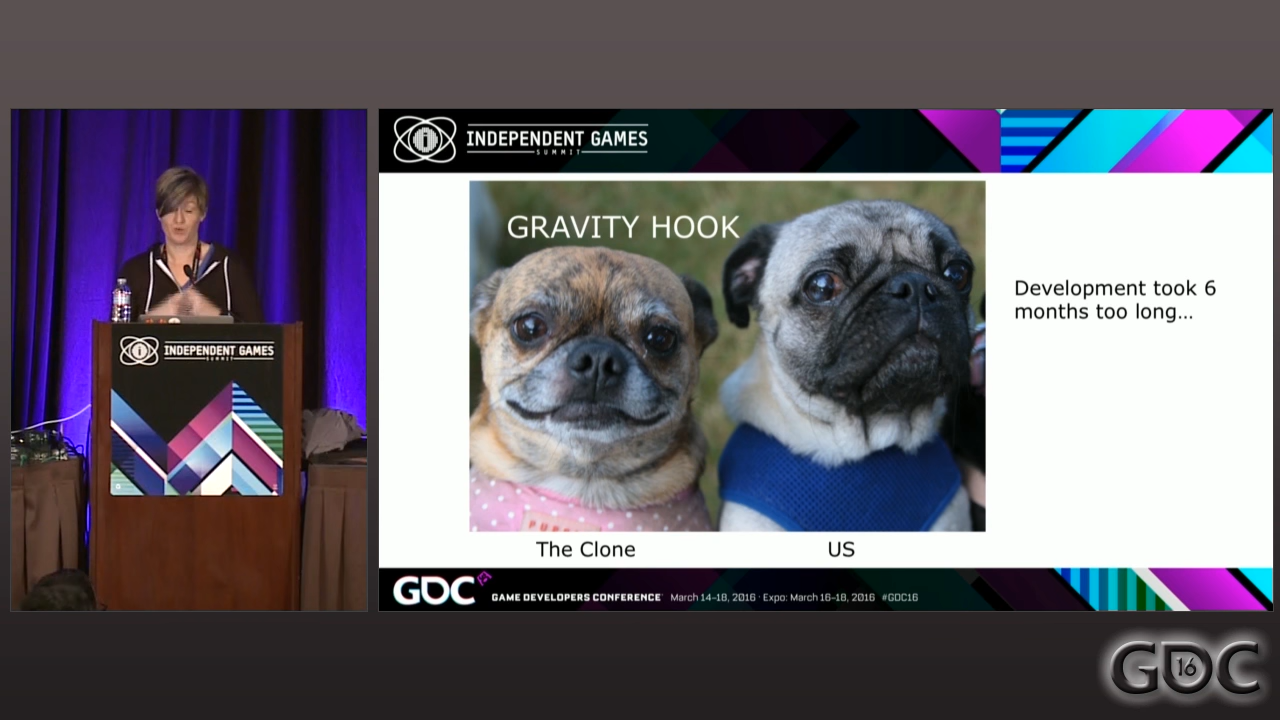 INDEPENDENT GAMES
SUMMIT
GRAVITY HOOK
Development took 6
months too long...
The Clone
US
INDEPENDENT GAMES
SUMMIT
GDC
GAME DEVELOPERS CONFERENCE
March 14–18, 2016 · Expo: March 16–18, 2016 #GDC16
GDC
16